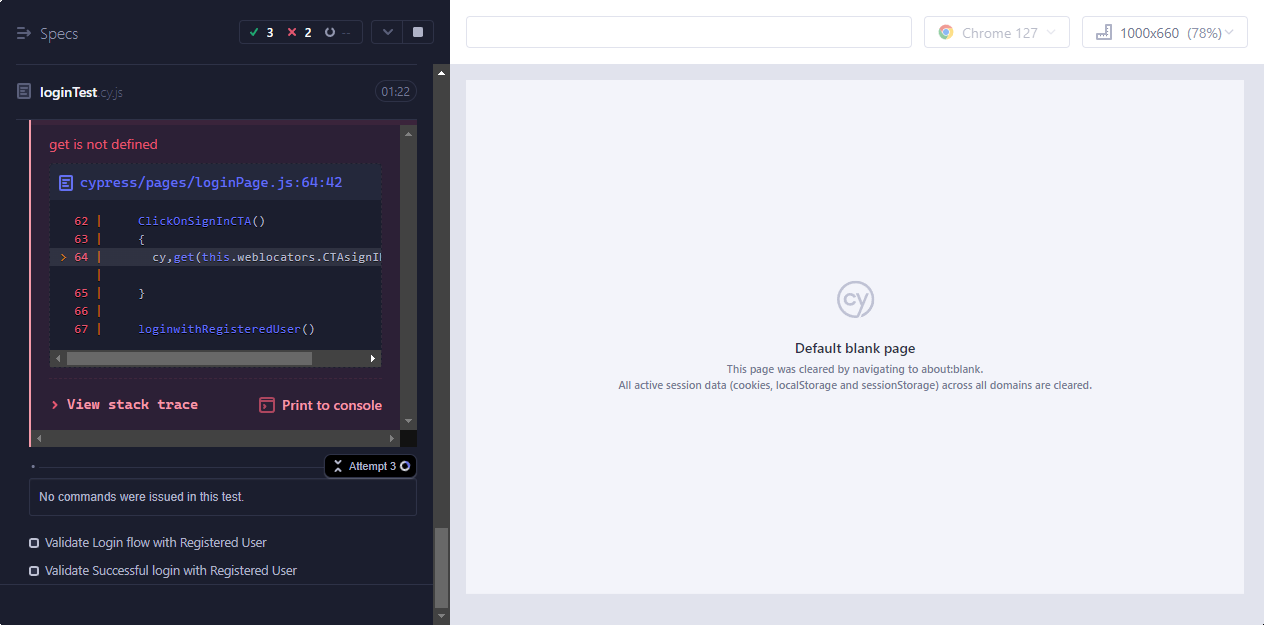 Specs
3 2 --
Chrome 127
1000x660 (78%)
loginTest.cy.js
01:22
get is not defined
cypress/pages/loginPage.js:64:42
62 | ClickOnSignInCTA()
63 | {
> 64 | cy,get(this.weblocators.CTAsignI
|
65 | }
66 |
67 | loginwithRegisteredUser()
> View stack trace
Print to console
Attempt 3
No commands were issued in this test.
Validate Login flow with Registered User
Validate Successful login with Registered User
cy
Default blank page
This page was cleared by navigating to about:blank.
All active session data (cookies, localStorage and sessionStorage) across all domains are cleared.